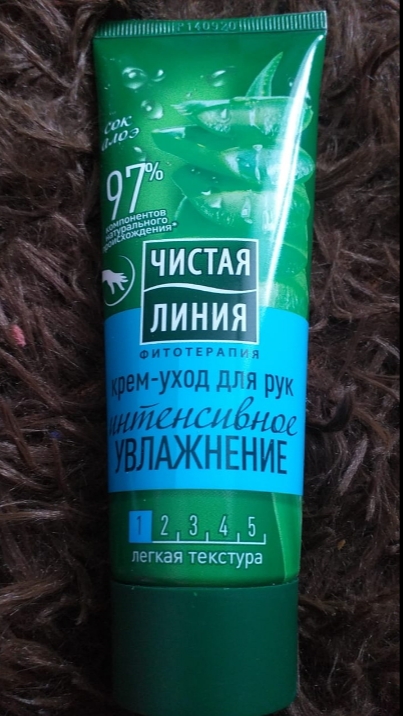 140920
сок
алоэ
97%
компонентов
натурального
происхождения*
ЧИСТАЯ
ЛИНИЯ
ФИТОТЕРАПИЯ
крем-уход для рук
интенсивное
УВЛАЖНЕНИЕ
1 2 3 4 5
легкая текстура